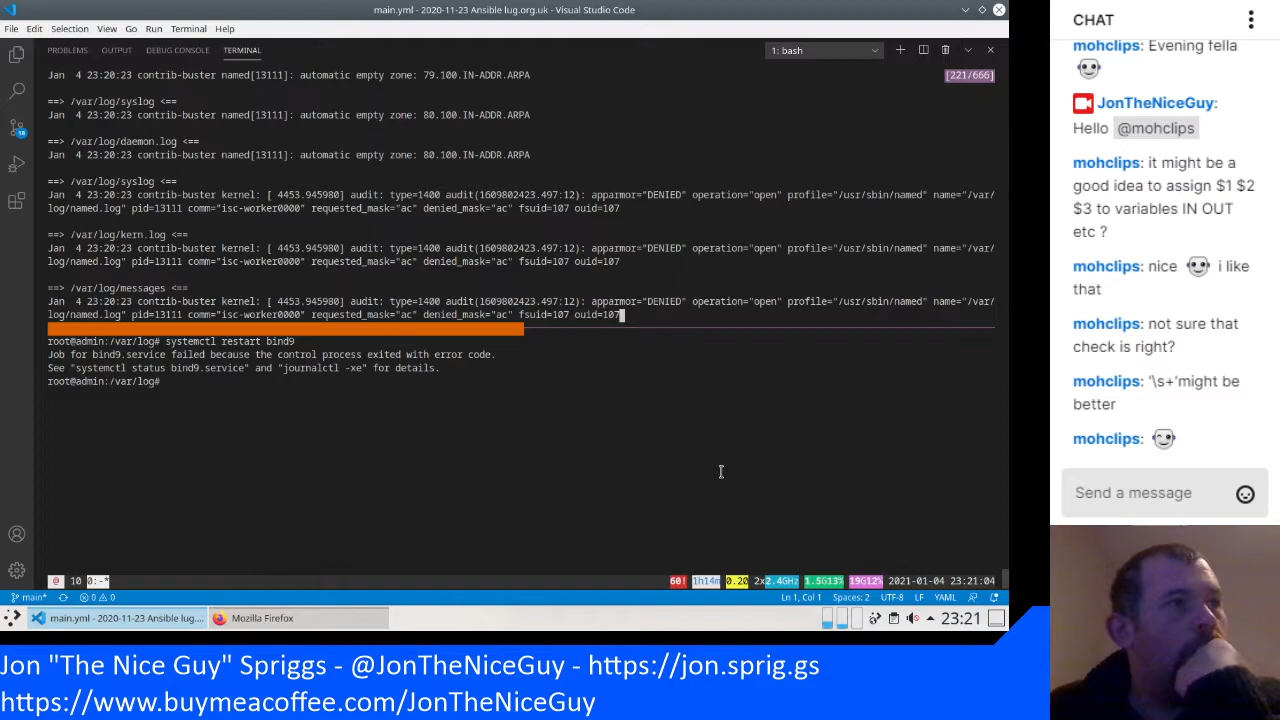 main.yml - 2020-11-23 Ansible lug.org.uk - Visual Studio Code
File Edit Selection View Go Run Terminal Help
PROBLEMS OUTPUT DEBUG CONSOLE TERMINAL 1: bash
Jan 4 23:20:23 contrib-buster named[13111]: automatic empty zone: 79.100.IN-ADDR.ARPA [221/666]
==> /var/log/syslog <==
Jan 4 23:20:23 contrib-buster named[13111]: automatic empty zone: 80.100.IN-ADDR.ARPA
==> /var/log/daemon.log <==
Jan 4 23:20:23 contrib-buster named[13111]: automatic empty zone: 80.100.IN-ADDR.ARPA
==> /var/log/syslog <==
Jan 4 23:20:23 contrib-buster kernel: [ 4453.945980] audit: type=1400 audit(1609802423.497:12): apparmor="DENIED" operation="open" profile="/usr/sbin/named" name="/var/
log/named.log" pid=13111 comm="isc-worker0000" requested_mask="ac" denied_mask="ac" fsuid=107 ouid=107
==> /var/log/kern.log <==
Jan 4 23:20:23 contrib-buster kernel: [ 4453.945980] audit: type=1400 audit(1609802423.497:12): apparmor="DENIED" operation="open" profile="/usr/sbin/named" name="/var/
log/named.log" pid=13111 comm="isc-worker0000" requested_mask="ac" denied_mask="ac" fsuid=107 ouid=107
==> /var/log/messages <==
Jan 4 23:20:23 contrib-buster kernel: [ 4453.945980] audit: type=1400 audit(1609802423.497:12): apparmor="DENIED" operation="open" profile="/usr/sbin/named" name="/var/
log/named.log" pid=13111 comm="isc-worker0000" requested_mask="ac" denied_mask="ac" fsuid=107 ouid=107
root@admin:/var/log# systemctl restart bind9
Job for bind9.service failed because the control process exited with error code.
See "systemctl status bind9.service" and "journalctl -xe" for details.
root@admin:/var/log#
@ 10 0:-* 60! 1h14m 0.20 2x2.4GHz 1.5G13% 19G12% 2021-01-04 23:21:04
18
main* 0 0 Ln 1, Col 1 Spaces: 2 UTF-8 LF YAML
main.yml - 2020-11-23 Ansible lug.... Mozilla Firefox 23:21
CHAT
mohclips: Evening fella
JonTheNiceGuy:
Hello @mohclips
mohclips: it might be a
good idea to assign $1 $2
$3 to variables IN OUT
etc ?
mohclips: nice i like
that
mohclips: not sure that
check is right?
mohclips: '\s+'might be
better
mohclips:
Send a message
Jon "The Nice Guy" Spriggs - @JonTheNiceGuy - https://jon.sprig.gs
https://www.buymeacoffee.com/JonTheNiceGuy